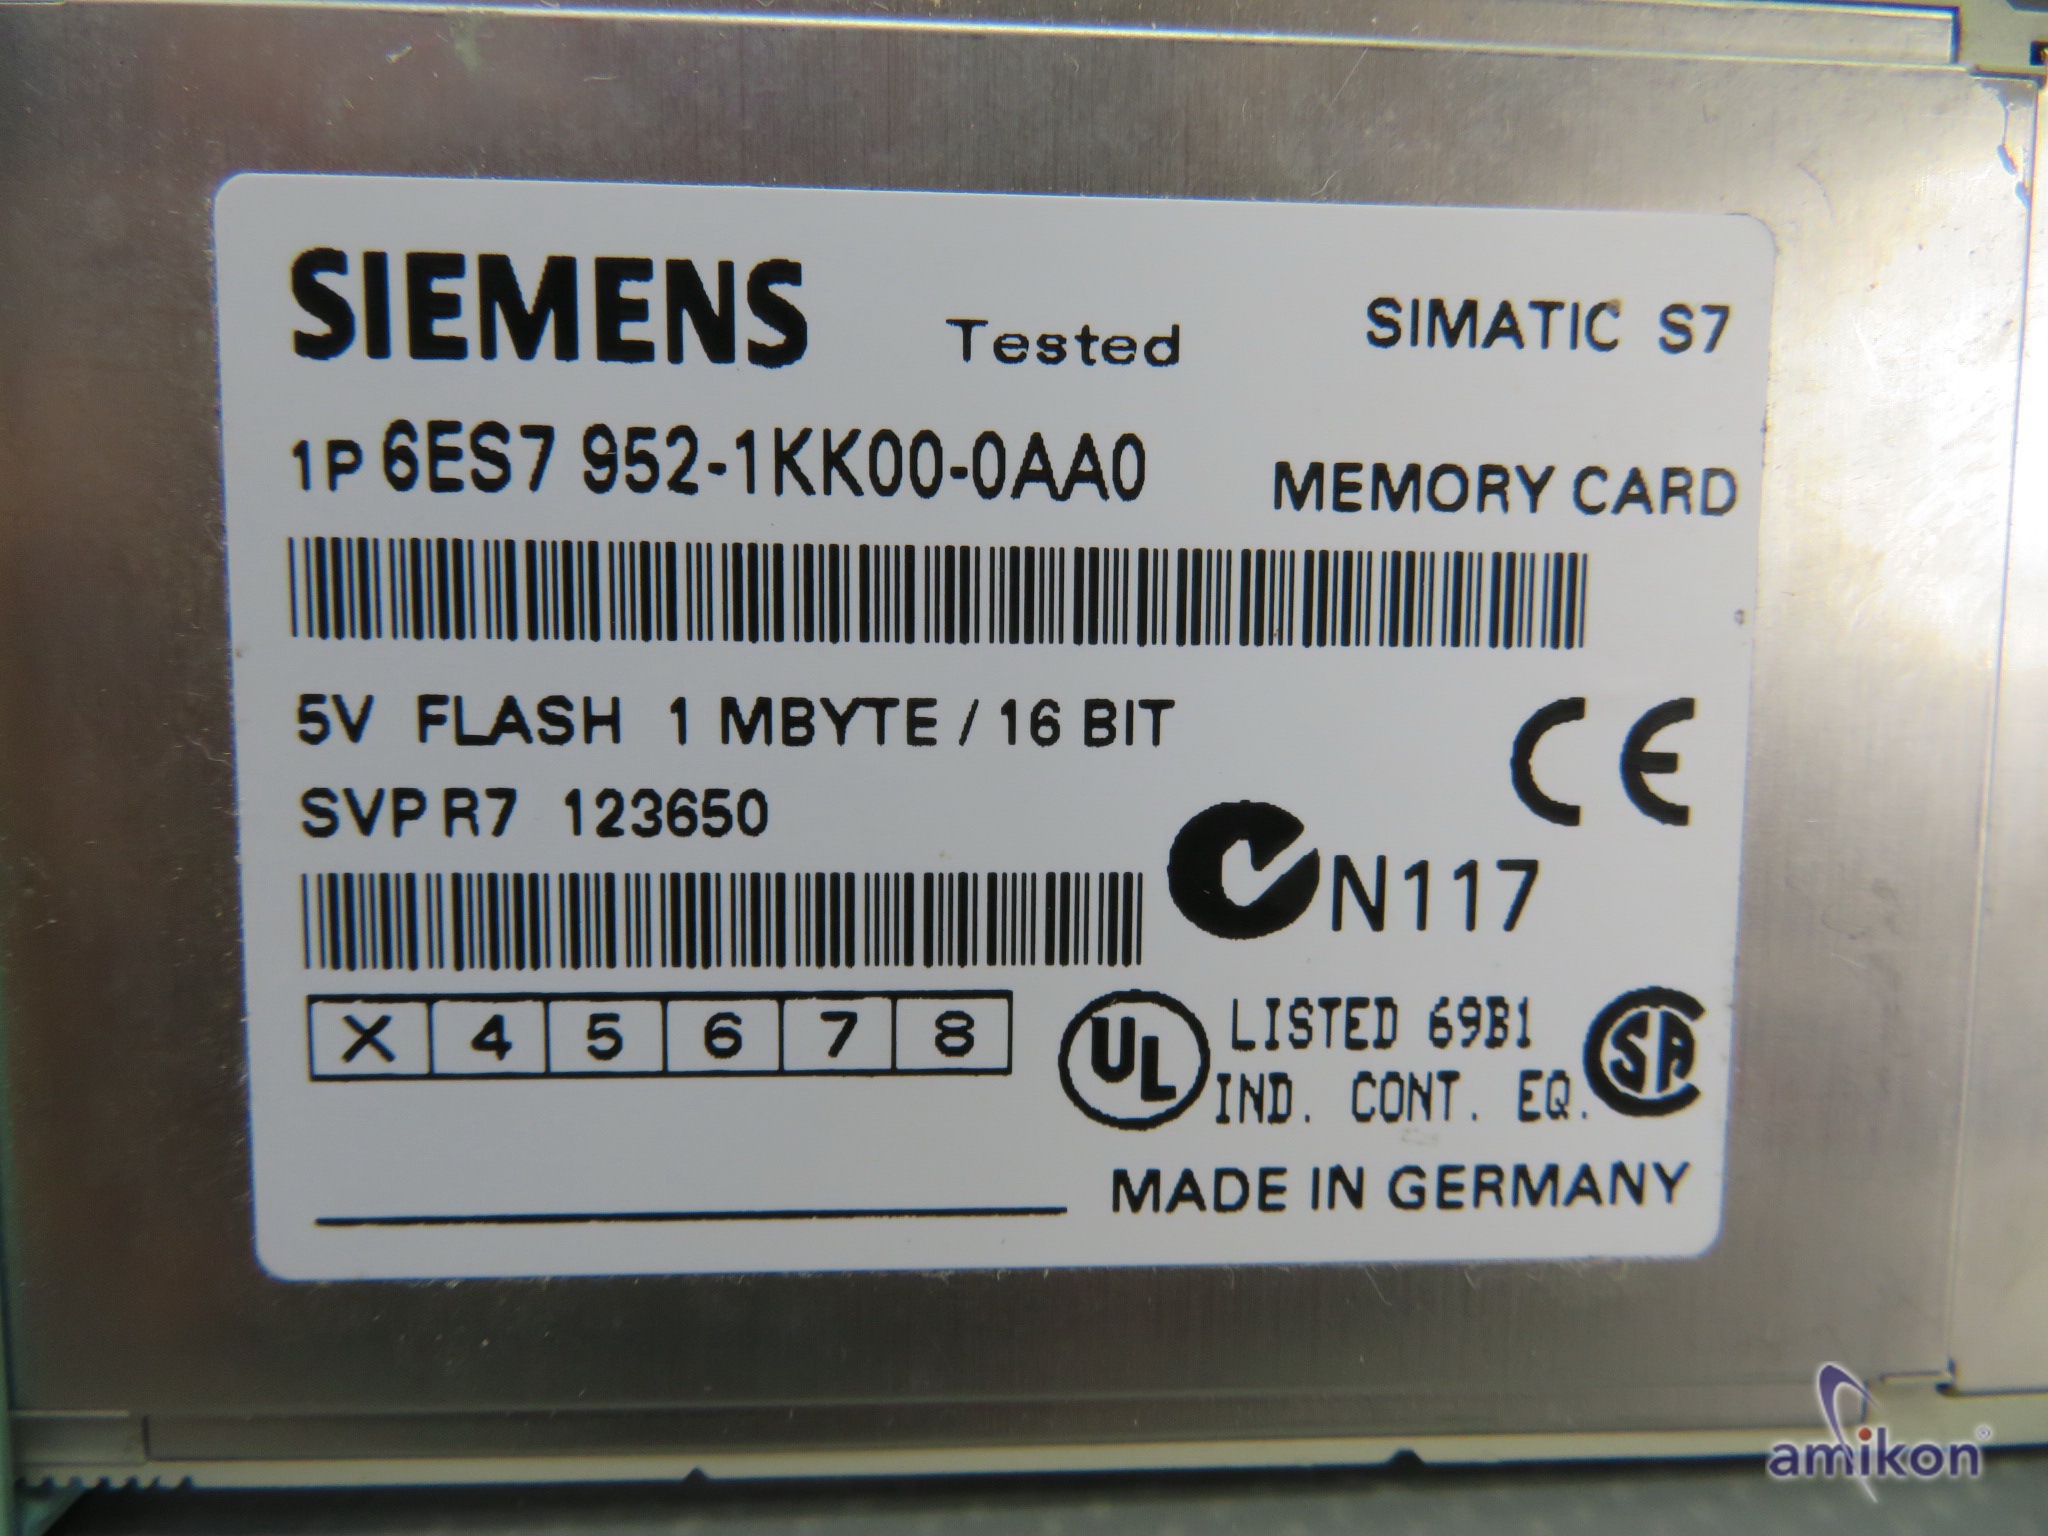 SIEMENS Tested SIMATIC S7
1P 6ES7 952-1KK00-0AA0 MEMORY CARD
5V FLASH 1 MBYTE / 16 BIT CE
SVP R7 123650
N117
X 4 5 6 7 8
UL LISTED 69B1 SA
IND. CONT. EQ.
MADE IN GERMANY
amikon®